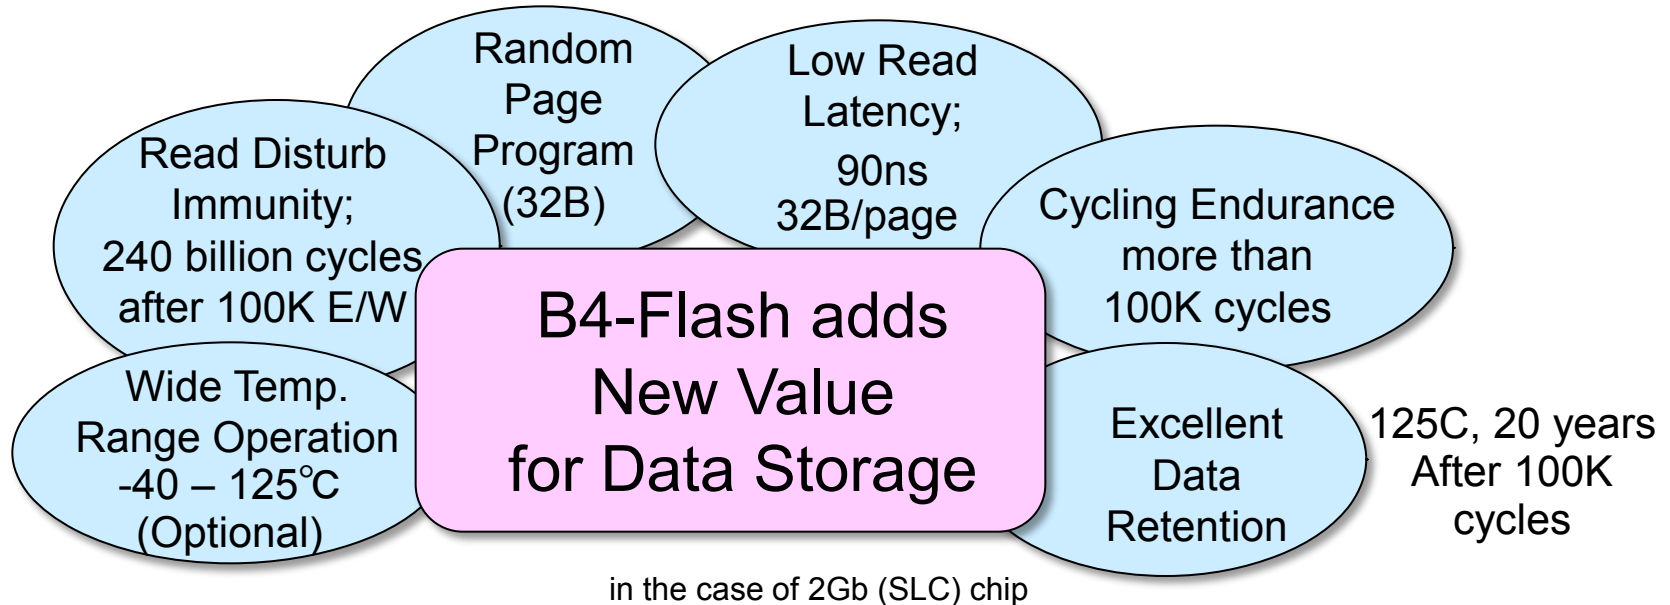 Random
Page
Program
(32B)
Low Read
Latency;
90ns
32B/page
Read Disturb
Immunity;
240 billion cycles
after 100K E/W
Cycling Endurance
more than
100K cycles
B4-Flash adds
New Value
for Data Storage
Wide Temp.
Range Operation
-40 – 125℃
(Optional)
Excellent
Data
Retention
125C, 20 years
After 100K
cycles
in the case of 2Gb (SLC) chip